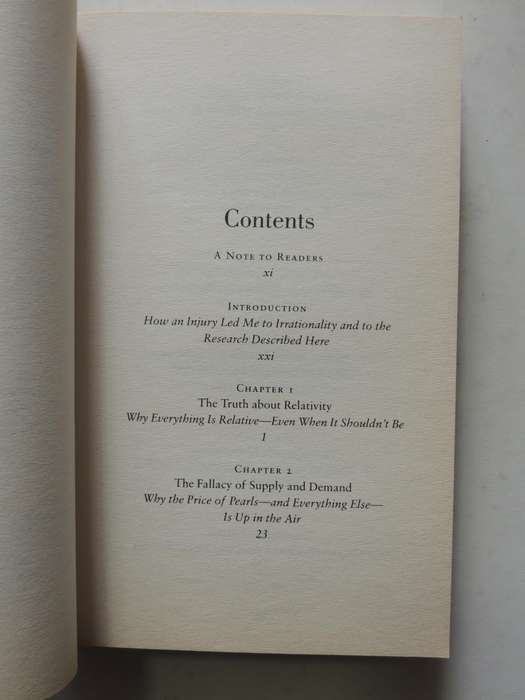 Contents
A Note to Readers
xi
Introduction
How an Injury Led Me to Irrationality and to the
Research Described Here
xxi
Chapter 1
The Truth about Relativity
Why Everything Is Relative—Even When It Shouldn't Be
1
Chapter 2
The Fallacy of Supply and Demand
Why the Price of Pearls—and Everything Else—
Is Up in the Air
23